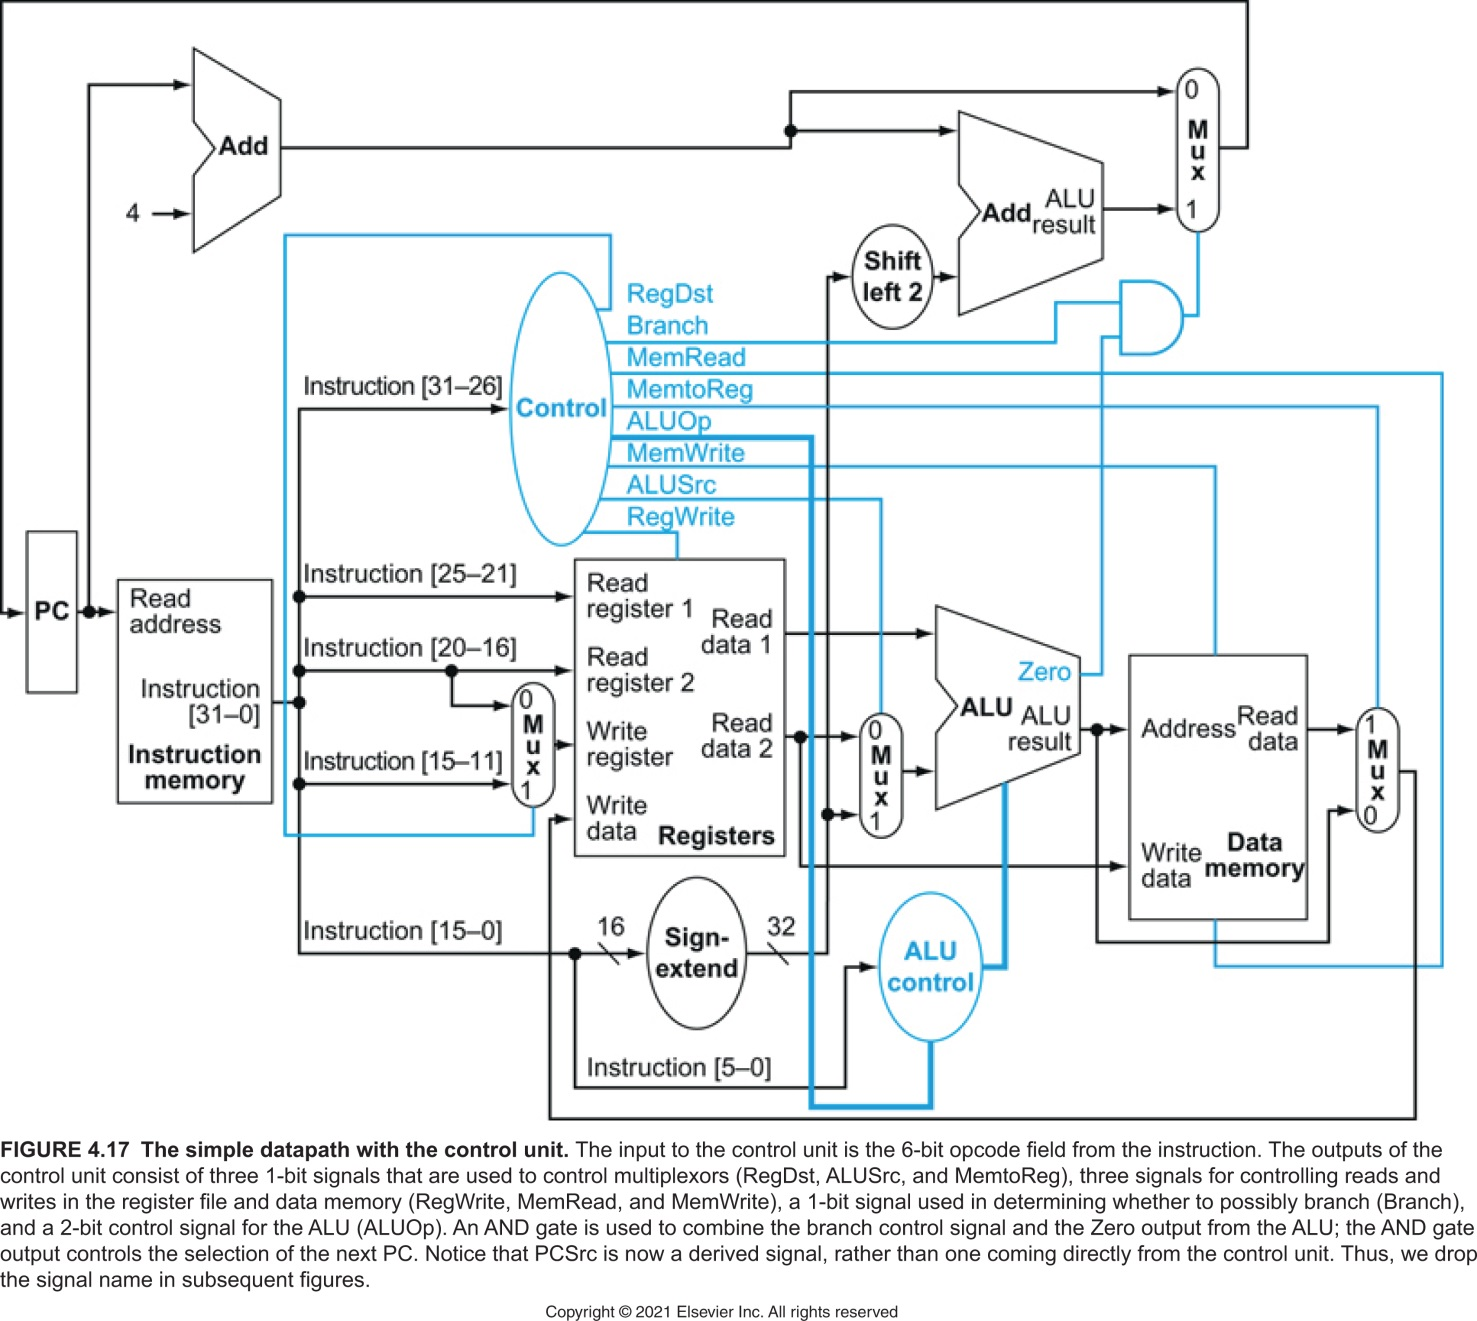 Add
4
0
M
u
x
1
Add
ALU
result
Shift
left 2
RegDst
Branch
MemRead
MemtoReg
ALUOp
MemWrite
ALUSrc
RegWrite
Control
Instruction [31–26]
Instruction [25–21]
Instruction [20–16]
Instruction [15–11]
Instruction [15–0]
Instruction [5–0]
PC
Read
address
Instruction
[31–0]
Instruction
memory
0
M
u
x
1
Read
register 1
Read
register 2
Write
register
Write
data
Read
data 1
Read
data 2
Registers
0
M
u
x
1
Zero
ALU
ALU
result
Address
Read
data
Write
data
Data
memory
1
M
u
x
0
16
Sign-
extend
32
ALU
control
FIGURE 4.17 The simple datapath with the control unit. The input to the control unit is the 6-bit opcode field from the instruction. The outputs of the
control unit consist of three 1-bit signals that are used to control multiplexors (RegDst, ALUSrc, and MemtoReg), three signals for controlling reads and
writes in the register file and data memory (RegWrite, MemRead, and MemWrite), a 1-bit signal used in determining whether to possibly branch (Branch),
and a 2-bit control signal for the ALU (ALUOp). An AND gate is used to combine the branch control signal and the Zero output from the ALU; the AND gate
output controls the selection of the next PC. Notice that PCSrc is now a derived signal, rather than one coming directly from the control unit. Thus, we drop
the signal name in subsequent figures.
Copyright © 2021 Elsevier Inc. All rights reserved